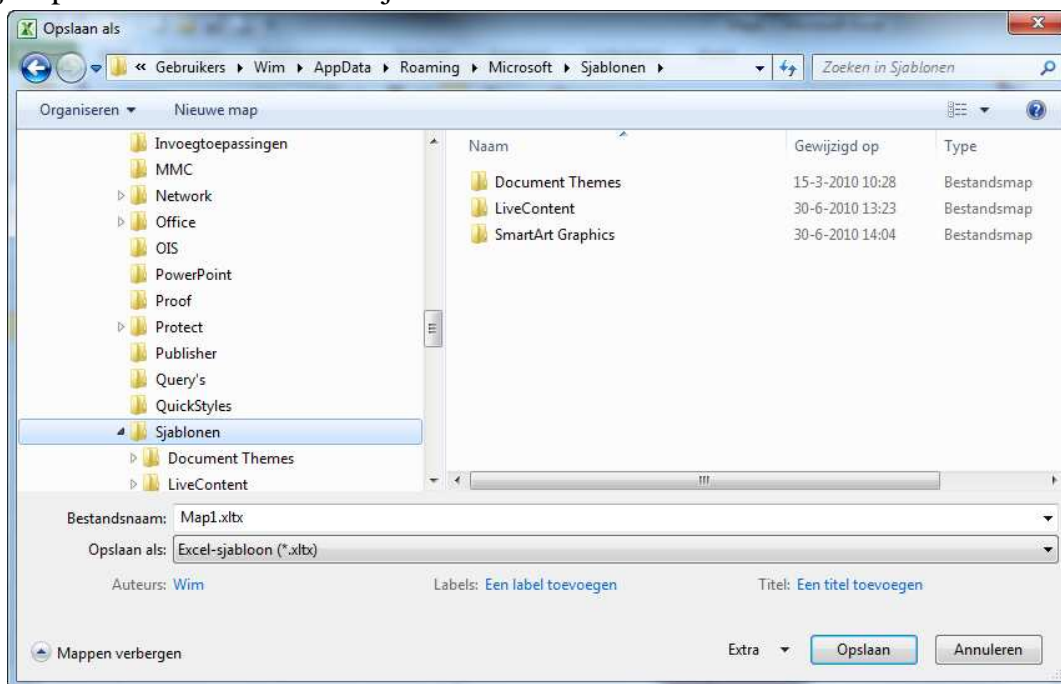 Opslaan als
« Gebruikers ▸ Wim ▸ AppData ▸ Roaming ▸ Microsoft ▸ Sjablonen ▸ Zoeken in Sjablonen
Organiseren Nieuwe map
Invoegtoepassingen
MMC
Network
Office
OIS
PowerPoint
Proof
Protect
Publisher
Query's
QuickStyles
Sjablonen
Document Themes
LiveContent
Naam Gewijzigd op Type
Document Themes 15-3-2010 10:28 Bestandsmap
LiveContent 30-6-2010 13:23 Bestandsmap
SmartArt Graphics 30-6-2010 14:04 Bestandsmap
Bestandsnaam: Map1.xltx
Opslaan als: Excel-sjabloon (*.xltx)
Auteurs: Wim Labels: Een label toevoegen Titel: Een titel toevoegen
Mappen verbergen Extra Opslaan Annuleren